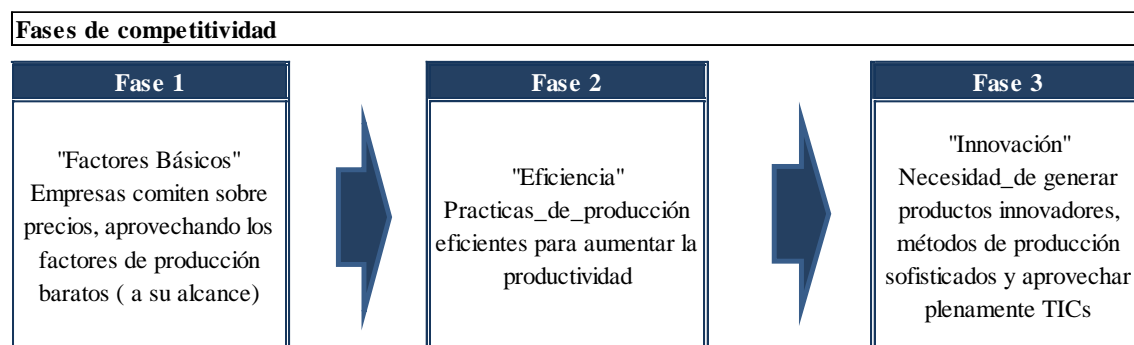 Fases de competitividad
Fase 1
"Factores Básicos"
Empresas comiten sobre
precios, aprovechando los
factores de producción
baratos ( a su alcance)
Fase 2
"Eficiencia"
Practicas_de_producción
eficientes para aumentar la
productividad
Fase 3
"Innovación"
Necesidad_de generar
productos innovadores,
métodos de producción
sofisticados y aprovechar
plenamente TICs